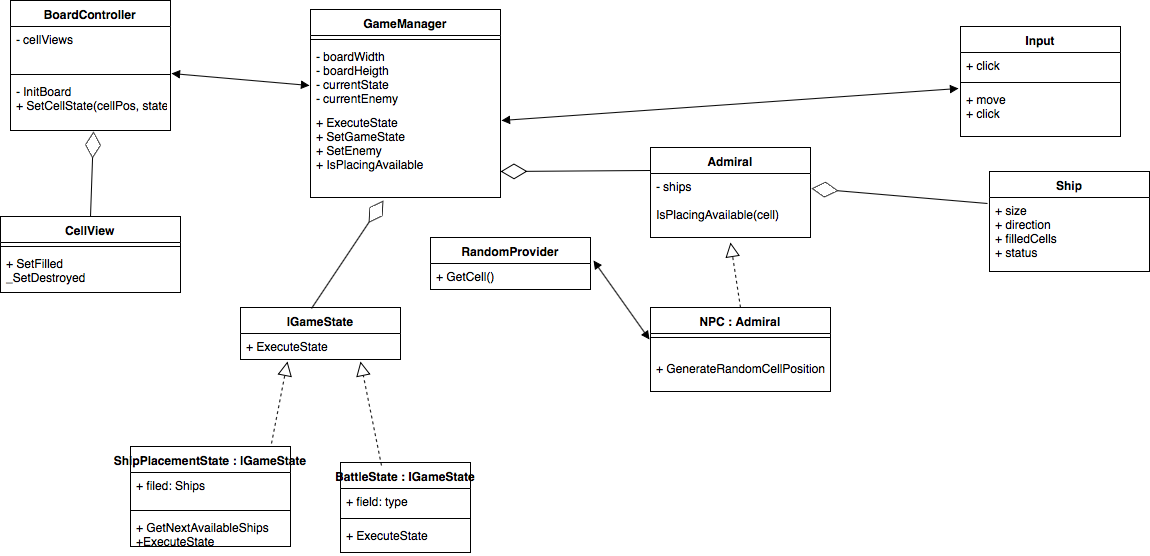 BoardController
- cellViews
- InitBoard
+ SetCellState(cellPos, state
GameManager
- boardWidth
- boardHeigth
- currentState
- currentEnemy
+ ExecuteState
+ SetGameState
+ SetEnemy
+ IsPlacingAvailable
Input
+ click
+ move
+ click
Admiral
- ships
IsPlacingAvailable(cell)
Ship
+ size
+ direction
+ filledCells
+ status
CellView
+ SetFilled
_SetDestroyed
RandomProvider
+ GetCell()
IGameState
+ ExecuteState
NPC : Admiral
+ GenerateRandomCellPosition
ShipPlacementState : IGameState
+ filed: Ships
+ GetNextAvailableShips
+ExecuteState
BattleState : IGameState
+ field: type
+ ExecuteState